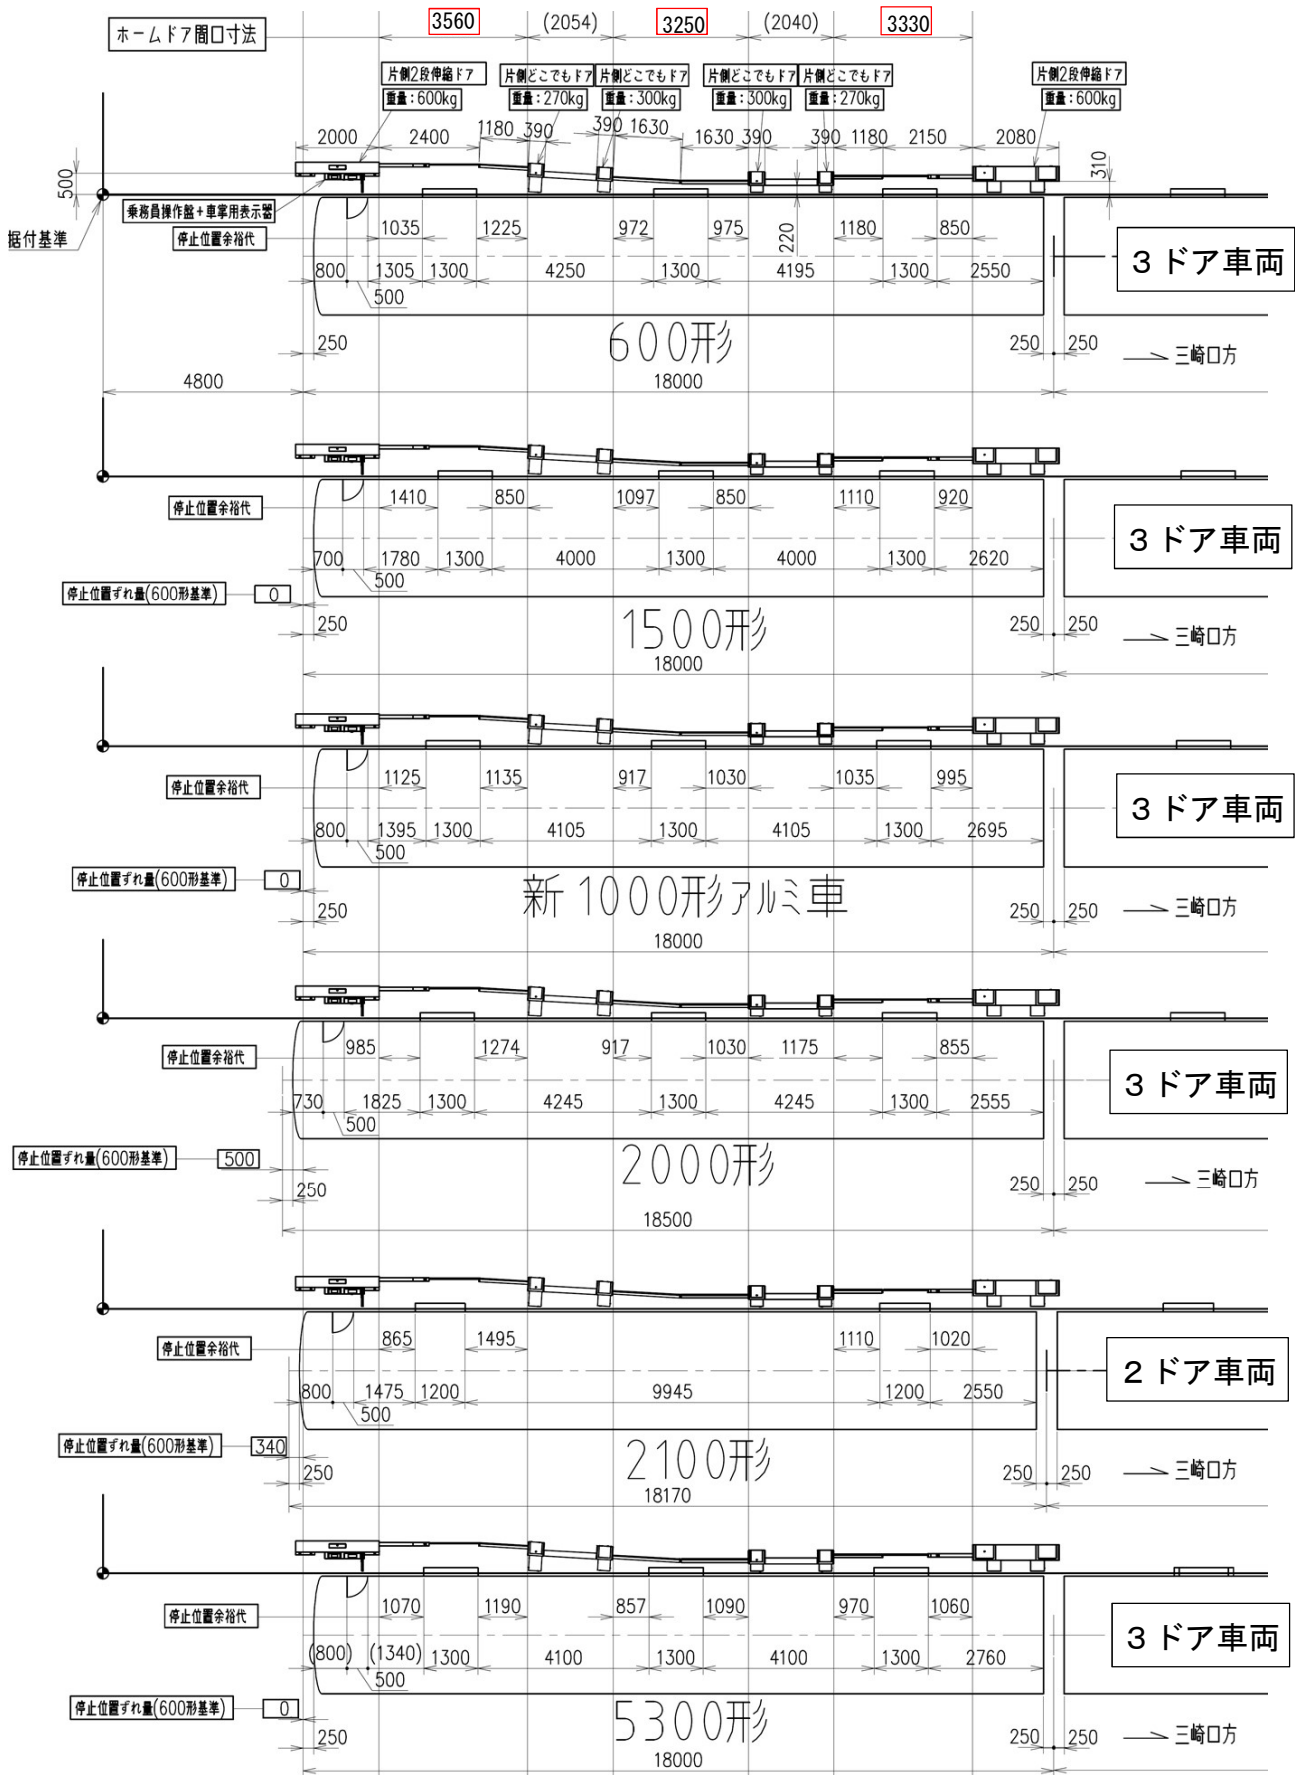 ホームドア間口寸法
3560 (2054) 3250 (2040) 3330
片側2段伸縮ドア 片側どこでもドア 片側どこでもドア 片側どこでもドア 片側どこでもドア 片側2段伸縮ドア
重量:600kg 重量:270kg 重量:300kg 重量:300kg 重量:270kg 重量:600kg
2000 2400 1180 390 390 1630 1630 390 390 1180 2150 2080
500 310
乗務員操作盤+車掌用表示器
据付基準
停止位置余裕代
1035 1225 972 975 220 1180 850
3ドア車両
800 1305 1300 4250 1300 4195 1300 2550
500
600形
250 250 250
三崎口方
4800 18000
停止位置余裕代
1410 850 1097 850 1110 920
3ドア車両
700 1780 1300 4000 1300 4000 1300 2620
500
停止位置ずれ量(600形基準) 0
1500形
250 250 250
三崎口方
18000
停止位置余裕代
1125 1135 917 1030 1035 995
3ドア車両
800 1395 1300 4105 1300 4105 1300 2695
500
停止位置ずれ量(600形基準) 0
新1000形アルミ車
250 250 250
三崎口方
18000
停止位置余裕代
985 1274 917 1030 1175 855
3ドア車両
730 1825 1300 4245 1300 4245 1300 2555
500
停止位置ずれ量(600形基準) 500
2000形
250 250 250
三崎口方
18500
停止位置余裕代
865 1495 1110 1020
2ドア車両
800 1475 1200 9945 1200 2550
500
停止位置ずれ量(600形基準) 340
2100形
250 250 250
三崎口方
18170
停止位置余裕代
1070 1190 857 1090 970 1060
3ドア車両
(800) (1340) 1300 4100 1300 4100 1300 2760
500
停止位置ずれ量(600形基準) 0
5300形
250 250 250
三崎口方
18000